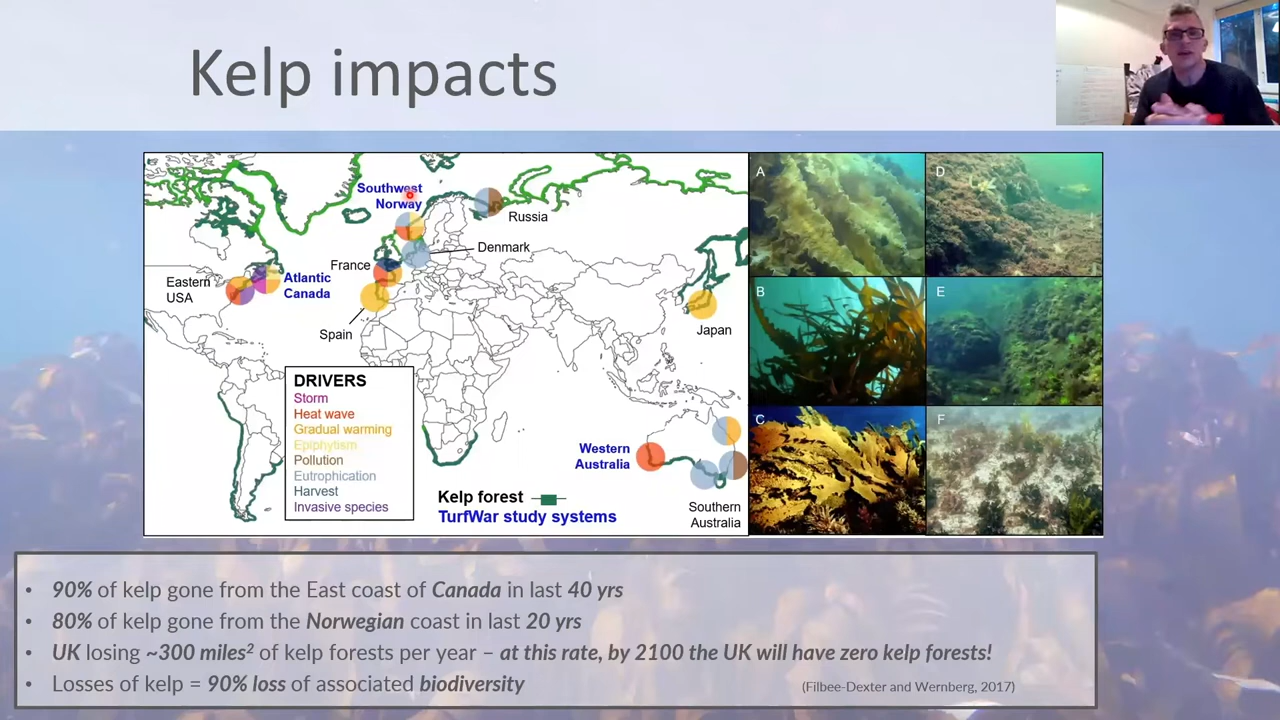 Kelp impacts
Southwest
Norway
Russia
Denmark
France
Eastern
USA
Atlantic
Canada
Spain
Japan
DRIVERS
Storm
Heat wave
Gradual warming
Epiphytism
Pollution
Eutrophication
Harvest
Invasive species
Western
Australia
Kelp forest
TurfWar study systems
Southern
Australia
A
D
B
E
C
F
• 90% of kelp gone from the East coast of Canada in last 40 yrs
• 80% of kelp gone from the Norwegian coast in last 20 yrs
• UK losing ~300 miles² of kelp forests per year – at this rate, by 2100 the UK will have zero kelp forests!
• Losses of kelp = 90% loss of associated biodiversity
(Filbee-Dexter and Wernberg, 2017)